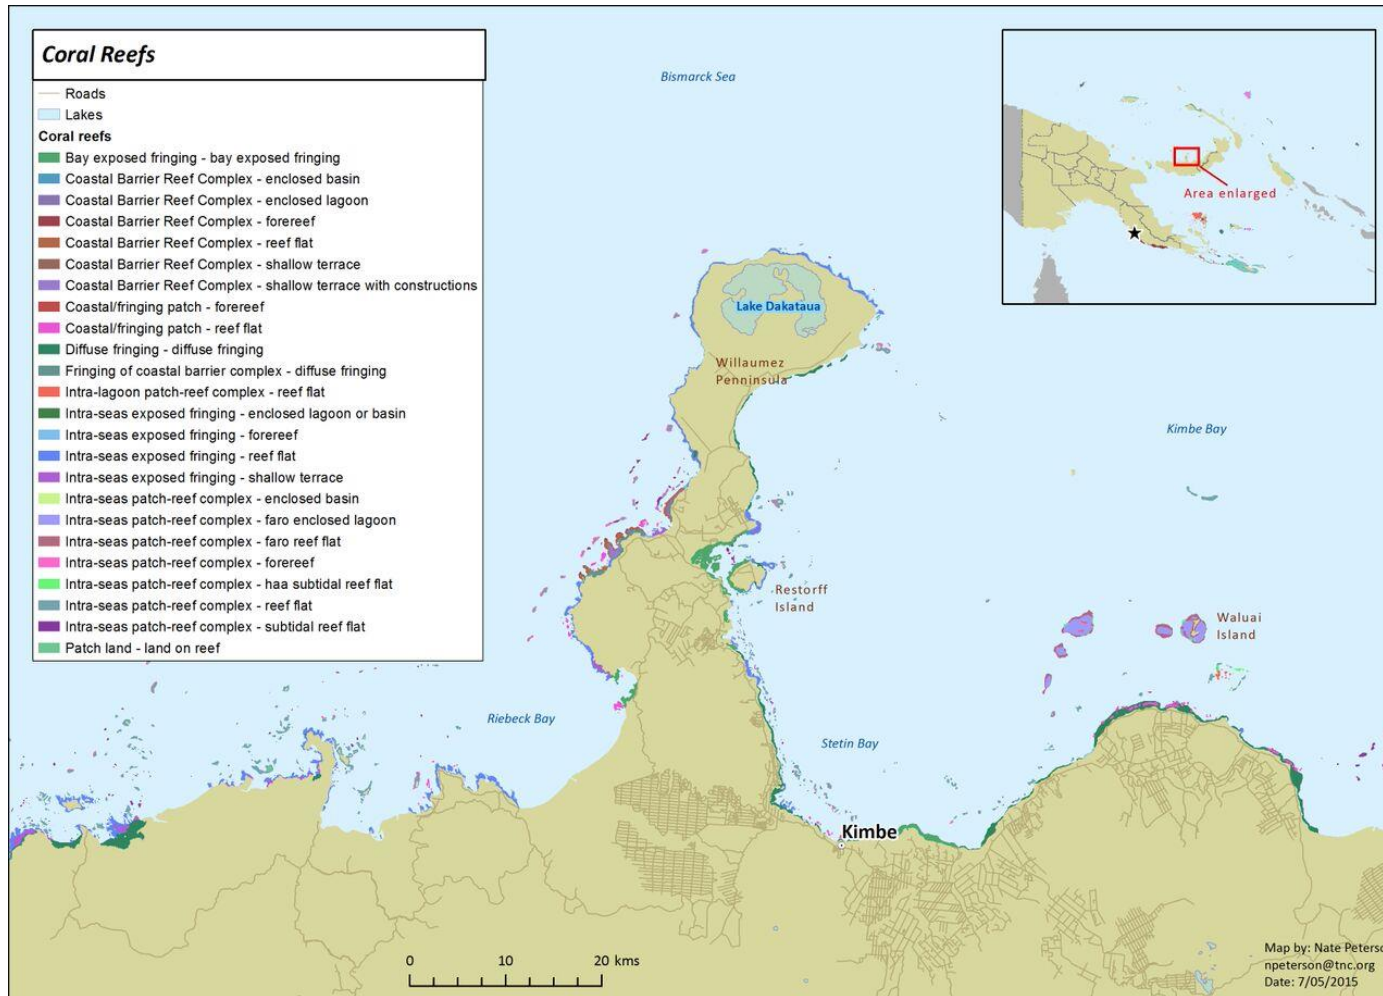 Coral Reefs
Roads
Lakes
Coral reefs
Bay exposed fringing - bay exposed fringing
Coastal Barrier Reef Complex - enclosed basin
Coastal Barrier Reef Complex - enclosed lagoon
Coastal Barrier Reef Complex - forereef
Coastal Barrier Reef Complex - reef flat
Coastal Barrier Reef Complex - shallow terrace
Coastal Barrier Reef Complex - shallow terrace with constructions
Coastal/fringing patch - forereef
Coastal/fringing patch - reef flat
Diffuse fringing - diffuse fringing
Fringing of coastal barrier complex - diffuse fringing
Intra-lagoon patch-reef complex - reef flat
Intra-seas exposed fringing - enclosed lagoon or basin
Intra-seas exposed fringing - forereef
Intra-seas exposed fringing - reef flat
Intra-seas exposed fringing - shallow terrace
Intra-seas patch-reef complex - enclosed basin
Intra-seas patch-reef complex - faro enclosed lagoon
Intra-seas patch-reef complex - faro reef flat
Intra-seas patch-reef complex - forereef
Intra-seas patch-reef complex - haa subtidal reef flat
Intra-seas patch-reef complex - reef flat
Intra-seas patch-reef complex - subtidal reef flat
Patch land - land on reef
Bismarck Sea
Area enlarged
Lake Dakataua
Willaumez
Penninsula
Kimbe Bay
Restorff
Island
Waluai
Island
Riebeck Bay
Stetin Bay
Kimbe
0 10 20 kms
Map by: Nate Peterso
npeterson@tnc.org
Date: 7/05/2015